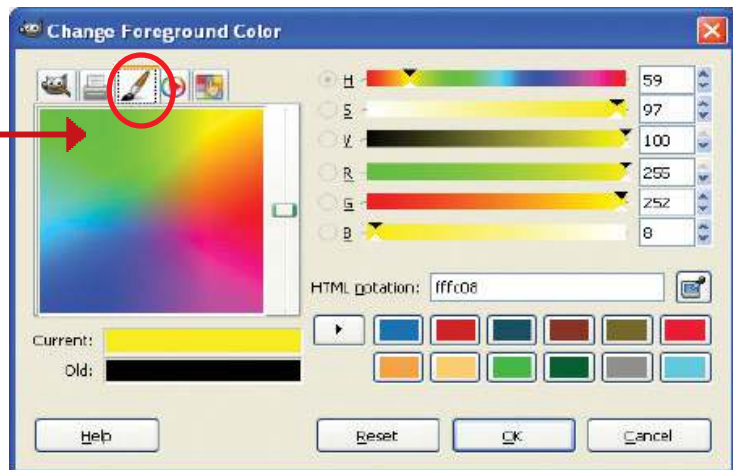 Change Foreground Color
H 59
S 97
V 100
R 255
G 252
B 8
HTML notation: fffc08
Current:
Old:
Help
Reset
OK
Cancel